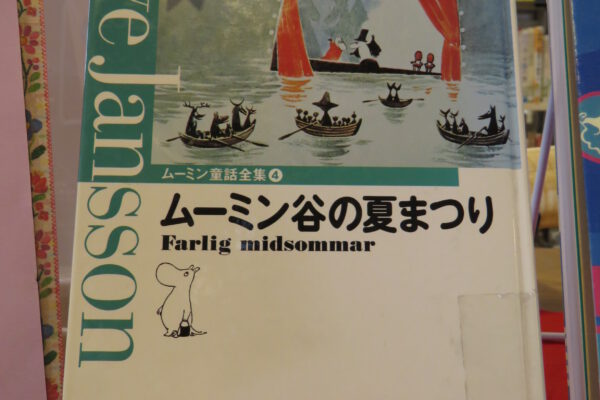 ve Jansson
ムーミン童話全集4
ムーミン谷の夏まつり
Farlig midsommar